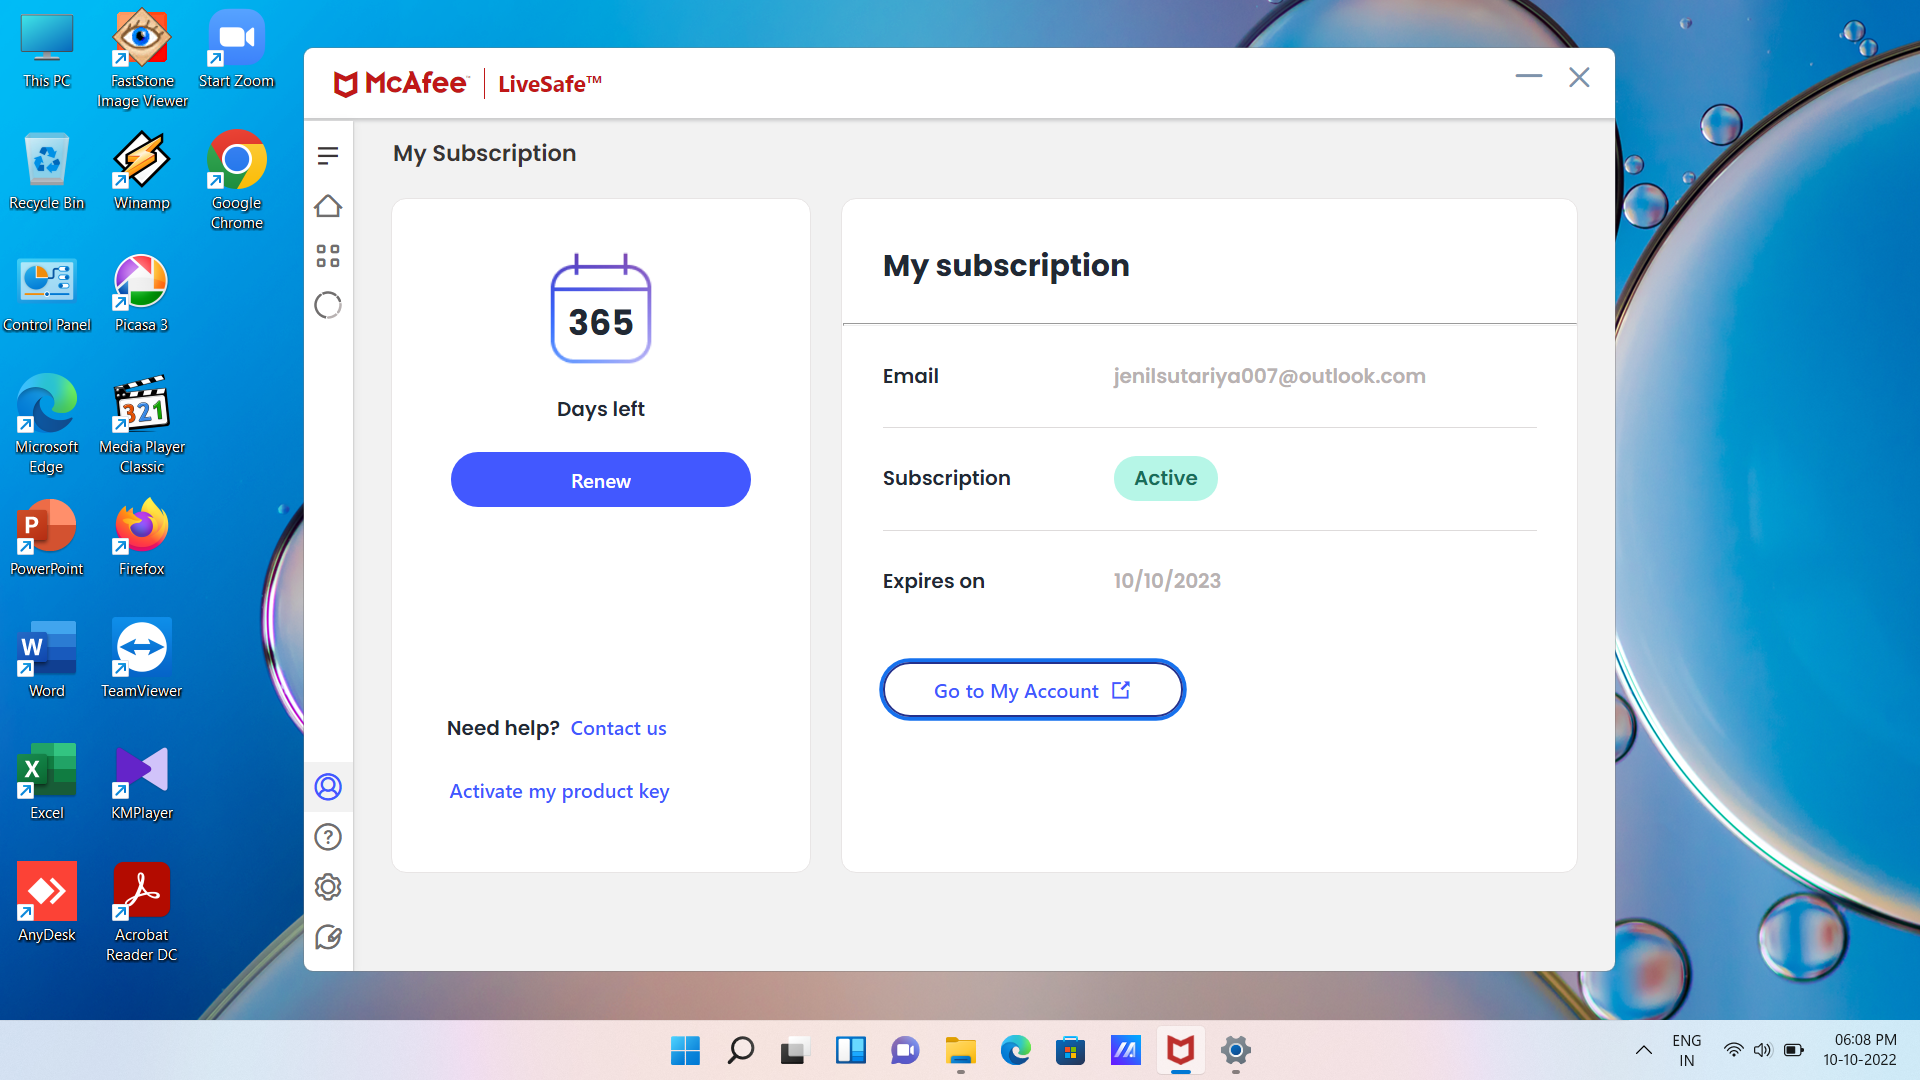 This PC
FastStone
Image Viewer
Start Zoom
Recycle Bin
Winamp
Google
Chrome
Control Panel
Picasa 3
Microsoft
Edge
321
Media Player
Classic
P
PowerPoint
Firefox
W
Word
TeamViewer
X
Excel
KMPlayer
AnyDesk
Acrobat
Reader DC
McAfee™ | LiveSafe™
My Subscription
365
Days left
Renew
Need help? Contact us
Activate my product key
My subscription
Email jenilsutariya007@outlook.com
Subscription Active
Expires on 10/10/2023
Go to My Account
ENG
IN
06:08 PM
10-10-2022